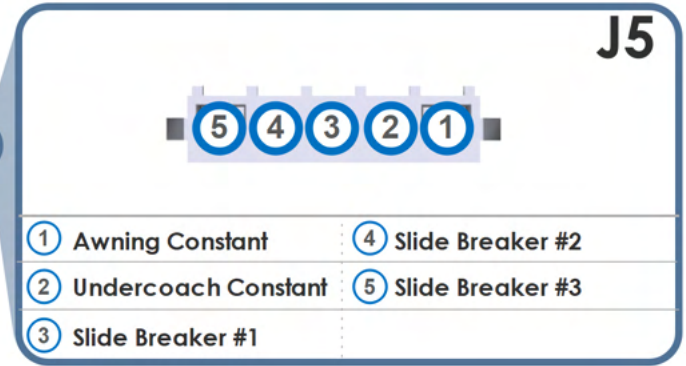 J5
5 4 3 2 1
1 Awning Constant
2 Undercoach Constant
3 Slide Breaker #1
4 Slide Breaker #2
5 Slide Breaker #3